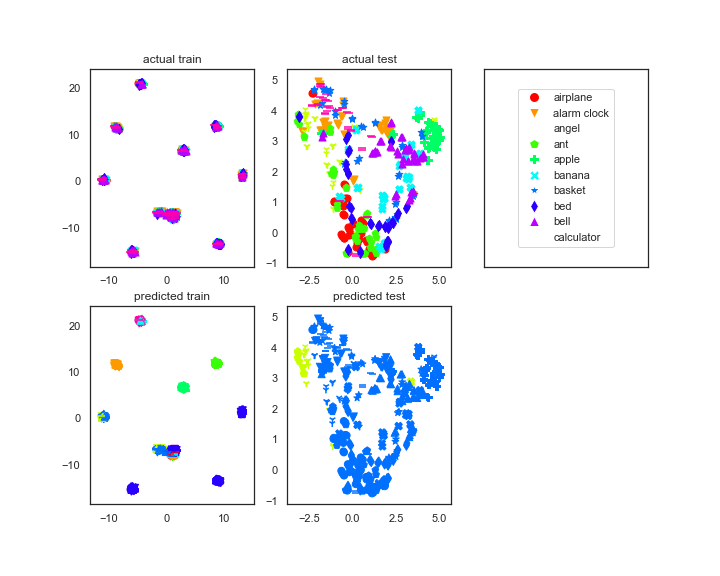 actual train
actual test
20
10
0
−10
−10
0
10
5
4
3
2
1
0
−1
−2.5
0.0
2.5
5.0
airplane
alarm clock
angel
ant
apple
banana
basket
bed
bell
calculator
predicted train
predicted test
20
10
0
−10
−10
0
10
5
4
3
2
1
0
−1
−2.5
0.0
2.5
5.0